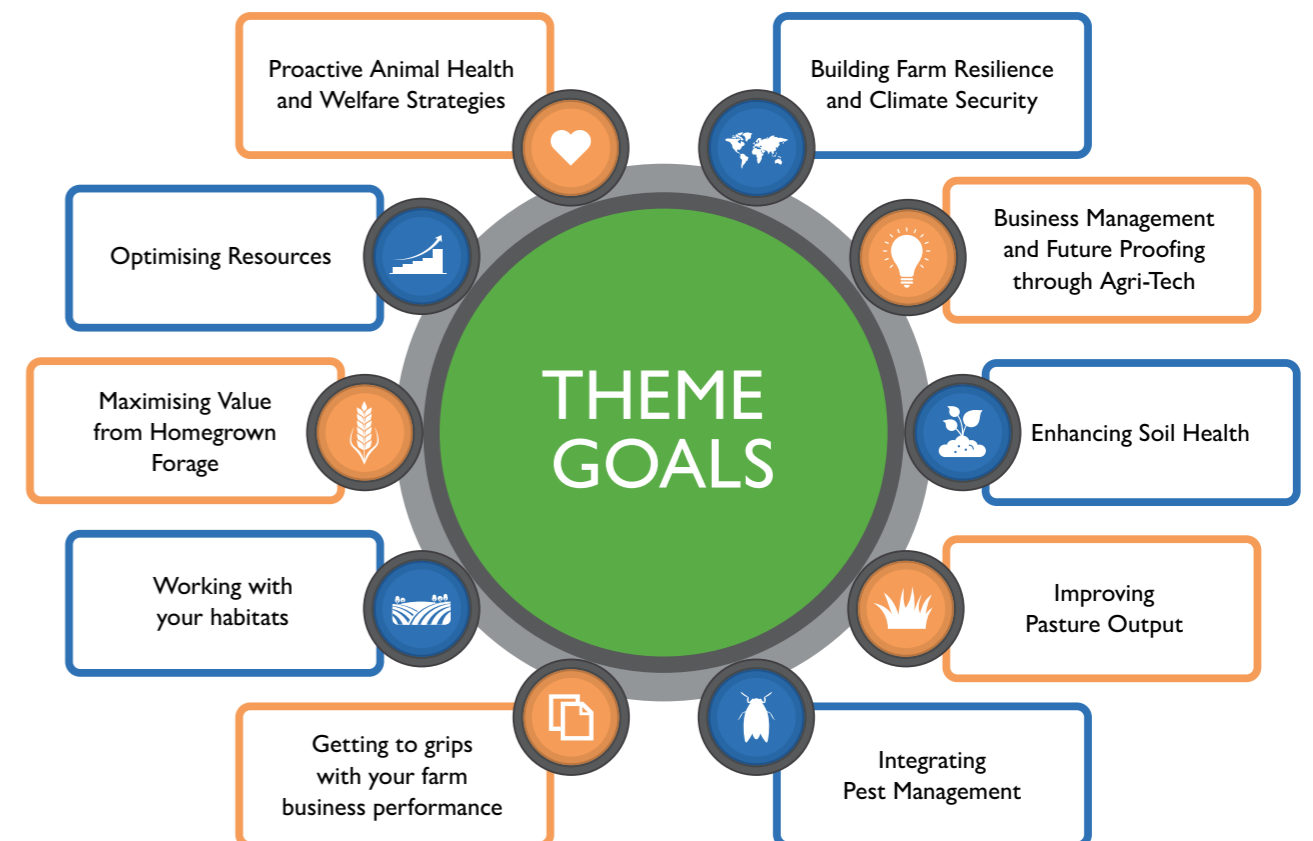 Proactive Animal Health
and Welfare Strategies
Building Farm Resilience
and Climate Security
Optimising Resources
Business Management
and Future Proofing
through Agri-Tech
THEME
GOALS
Maximising Value
from Homegrown
Forage
Enhancing Soil Health
Working with
your habitats
Improving
Pasture Output
Getting to grips
with your farm
business performance
Integrating
Pest Management